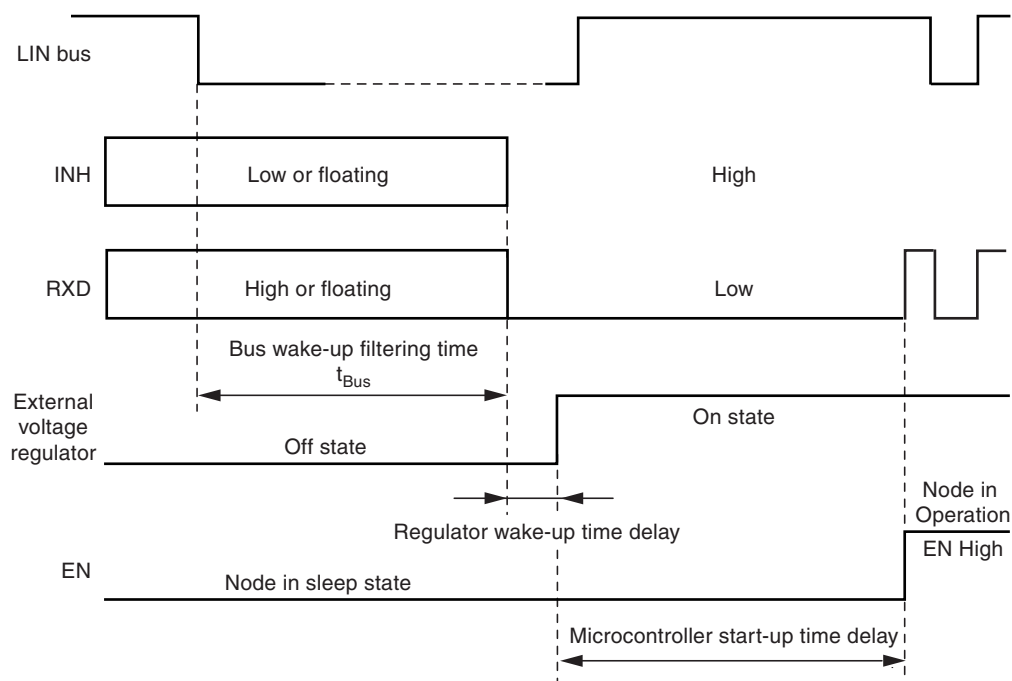 LIN bus
INH
Low or floating
High
RXD
High or floating
Low
Bus wake-up filtering time
tBus
External
voltage
regulator
Off state
On state
Regulator wake-up time delay
Node in
Operation
EN High
EN
Node in sleep state
Microcontroller start-up time delay